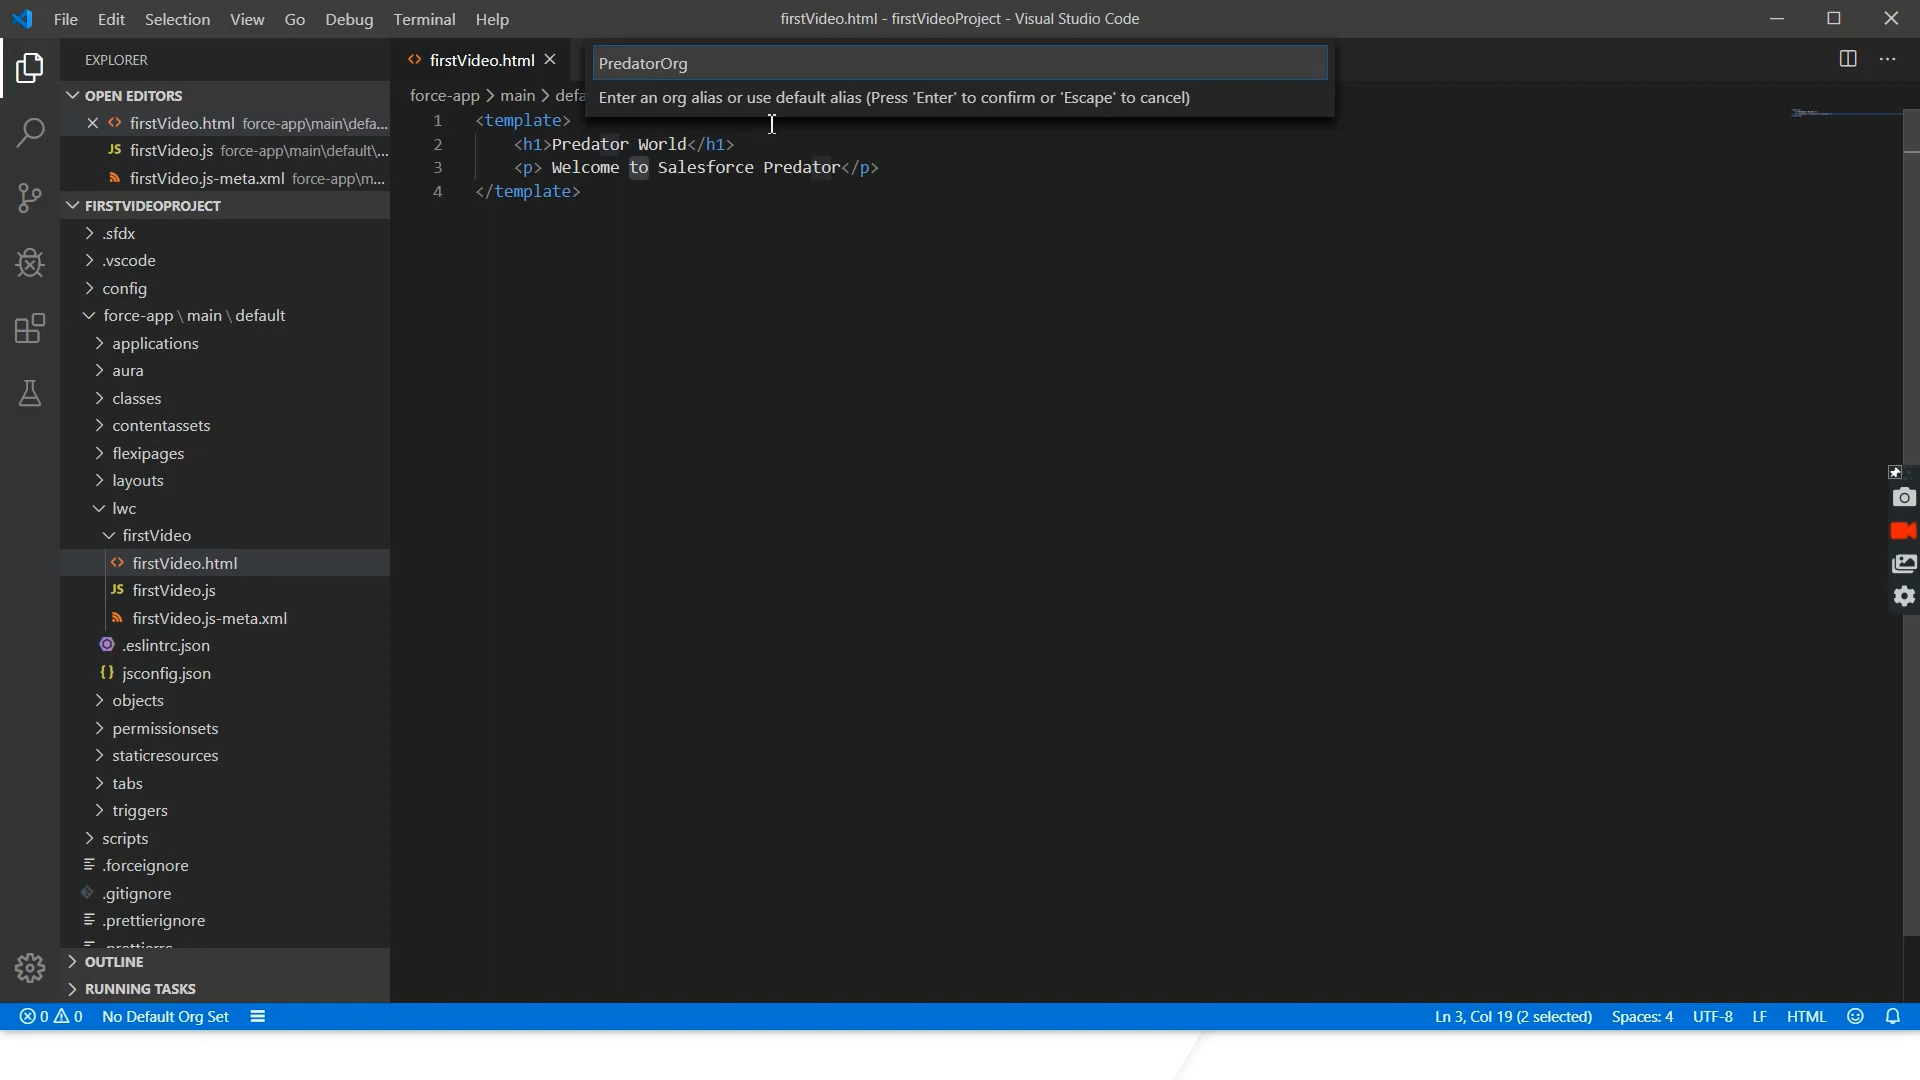 File Edit Selection View Go Debug Terminal Help
firstVideo.html - firstVideoProject - Visual Studio Code
EXPLORER
OPEN EDITORS
firstVideo.html force-app\main\defa...
JS firstVideo.js force-app\main\default\...
firstVideo.js-meta.xml force-app\m...
FIRSTVIDEOPROJECT
.sfdx
.vscode
config
force-app \ main \ default
applications
aura
classes
contentassets
flexipages
layouts
lwc
firstVideo
firstVideo.html
JS firstVideo.js
firstVideo.js-meta.xml
.eslintrc.json
{} jsconfig.json
objects
permissionsets
staticresources
tabs
triggers
scripts
.forceignore
.gitignore
.prettierignore
OUTLINE
RUNNING TASKS
firstVideo.html
PredatorOrg
Enter an org alias or use default alias (Press 'Enter' to confirm or 'Escape' to cancel)
force-app > main > defa
1 <template>
2 <h1>Predator World</h1>
3 <p> Welcome to Salesforce Predator</p>
4 </template>
0 0 No Default Org Set
Ln 3, Col 19 (2 selected) Spaces: 4 UTF-8 LF HTML